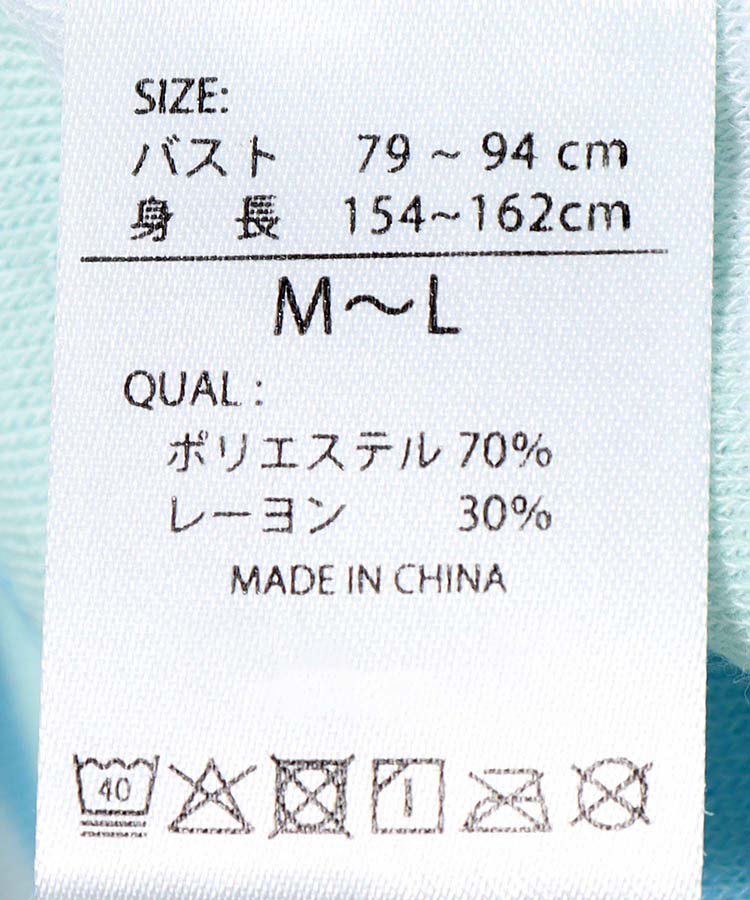 SIZE:
バスト 79 ~ 94 cm
身 長 154~162cm
M～L
QUAL :
ポリエステル 70%
レーヨン 30%
MADE IN CHINA
40